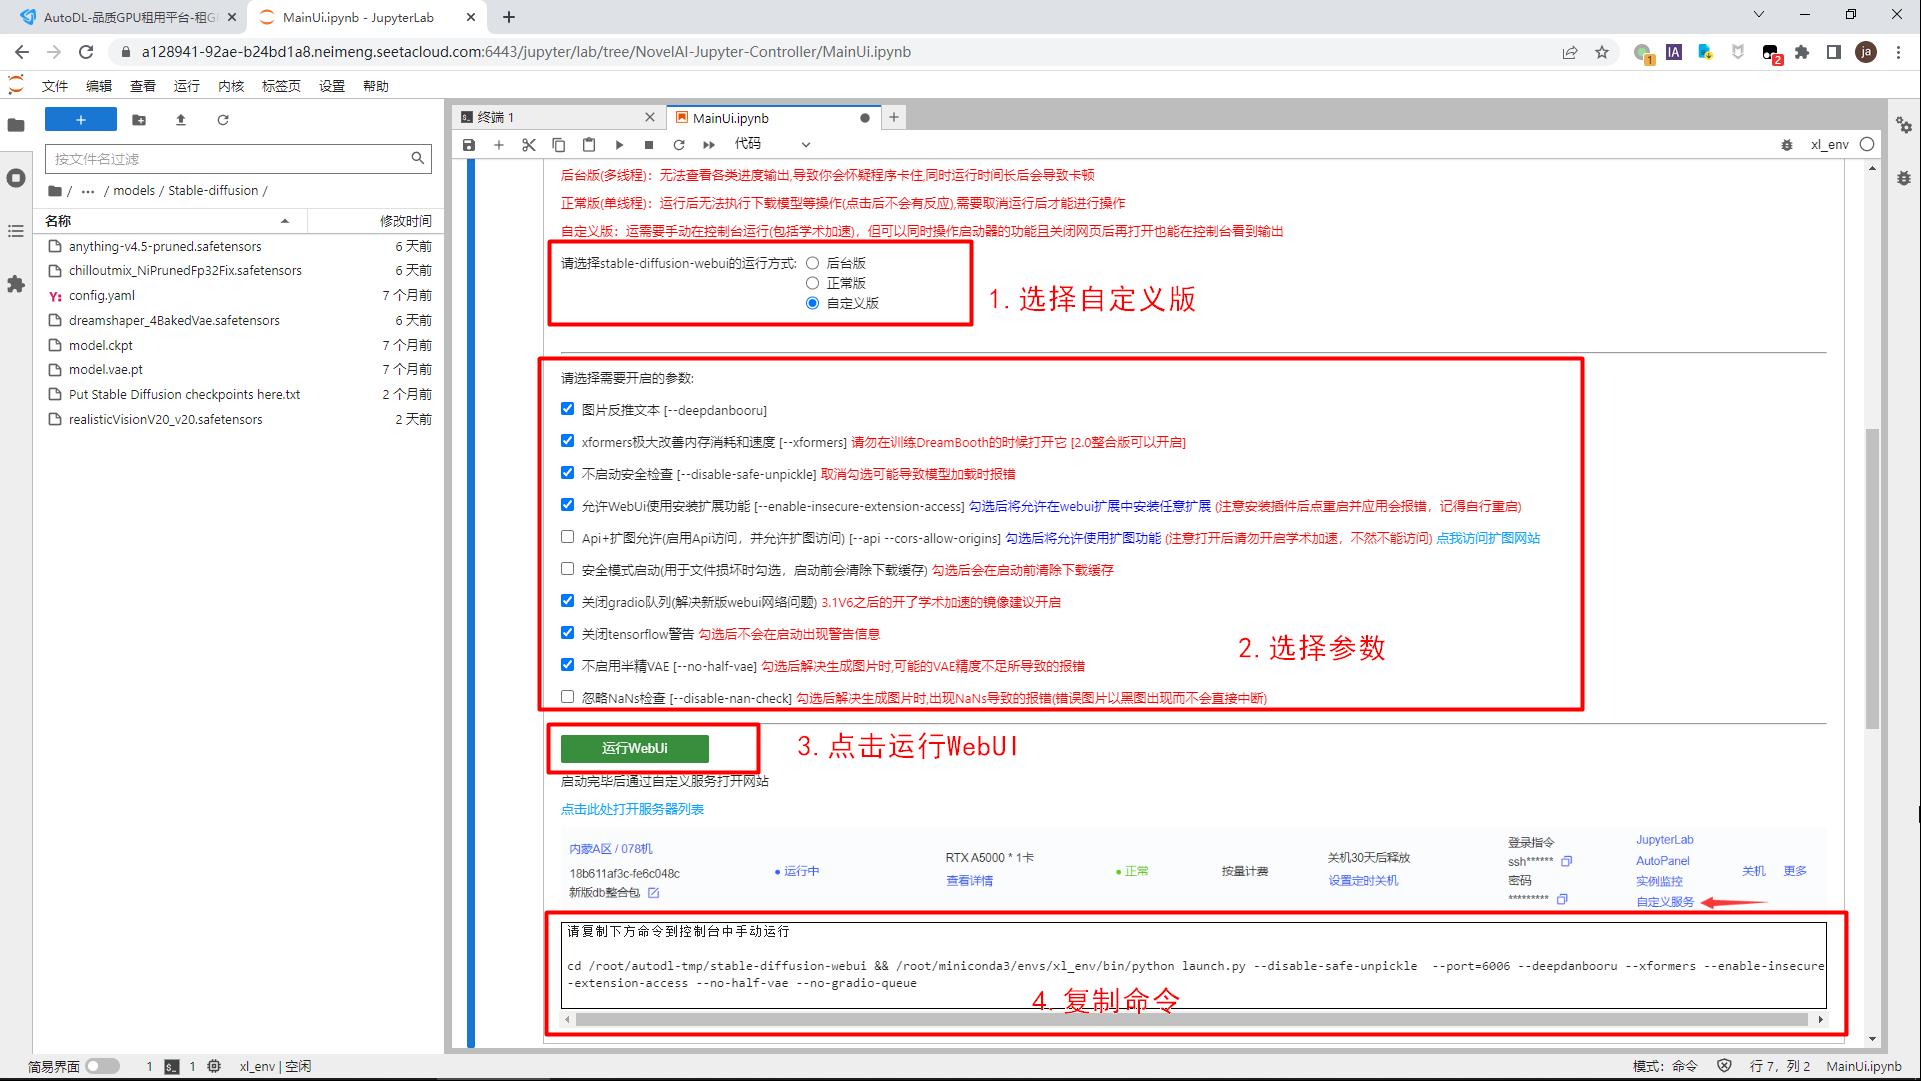 AutoDL-品质GPU租用平台-租G
MainUi.ipynb - JupyterLab
a128941-92ae-b24bd1a8.neimeng.seetacloud.com:6443/jupyter/lab/tree/NovelAI-Jupyter-Controller/MainUi.ipynb
1
IA
2
ja
文件 编辑 查看 运行 内核 标签页 设置 帮助
终端 1
MainUi.ipynb
按文件名过滤
代码
xl_env
/ ··· / models / Stable-diffusion /
名称 修改时间
anything-v4.5-pruned.safetensors 6 天前
chilloutmix_NiPrunedFp32Fix.safetensors 6 天前
Y: config.yaml 7 个月前
dreamshaper_4BakedVae.safetensors 6 天前
model.ckpt 7 个月前
model.vae.pt 7 个月前
Put Stable Diffusion checkpoints here.txt 2 个月前
realisticVisionV20_v20.safetensors 2 天前
后台版(多线程)：无法查看各类进度输出,导致你会怀疑程序卡住,同时运行时间长后会导致卡顿
正常版(单线程)：运行后无法执行下载模型等操作(点击后不会有反应),需要取消运行后才能进行操作
自定义版：运需要手动在控制台运行(包括学术加速)，但可以同时操作启动器的功能且关闭网页后再打开也能在控制台看到输出
请选择stable-diffusion-webui的运行方式:
后台版
正常版
自定义版
1. 选择自定义版
请选择需要开启的参数:
图片反推文本 [--deepdanbooru]
xformers极大改善内存消耗和速度 [--xformers] 请勿在训练DreamBooth的时候打开它 [2.0整合版可以开启]
不启动安全检查 [--disable-safe-unpickle] 取消勾选可能导致模型加载时报错
允许WebUi使用安装扩展功能 [--enable-insecure-extension-access] 勾选后将允许在webui扩展中安装任意扩展 (注意安装插件后点重启并应用会报错，记得自行重启)
Api+扩图允许(启用Api访问，并允许扩图访问) [--api --cors-allow-origins] 勾选后将允许使用扩图功能 (注意打开后请勿开启学术加速，不然不能访问) 点我访问扩图网站
安全模式启动(用于文件损坏时勾选，启动前会清除下载缓存) 勾选后会在启动前清除下载缓存
关闭gradio队列(解决新版webui网络问题) 3.1V6之后的开了学术加速的镜像建议开启
关闭tensorflow警告 勾选后不会在启动出现警告信息
不启用半精VAE [--no-half-vae] 勾选后解决生成图片时,可能的VAE精度不足所导致的报错
忽略NaNs检查 [--disable-nan-check] 勾选后解决生成图片时,出现NaNs导致的报错(错误图片以黑图出现而不会直接中断)
2. 选择参数
运行WebUi
3. 点击运行WebUI
启动完毕后通过自定义服务打开网站
点击此处打开服务器列表
内蒙A区 / 078机
18b611af3c-fe6c048c
新版db整合包
运行中
RTX A5000 * 1卡
查看详情
正常
按量计费
关机30天后释放
设置定时关机
登录指令
ssh******
密码
*********
JupyterLab
AutoPanel
实例监控
自定义服务
关机 更多
请复制下方命令到控制台中手动运行
cd /root/autodl-tmp/stable-diffusion-webui && /root/miniconda3/envs/xl_env/bin/python launch.py --disable-safe-unpickle  --port=6006 --deepdanbooru --xformers --enable-insecure
-extension-access --no-half-vae --no-gradio-queue
4. 复制命令
简易界面 1 1 xl_env | 空闲
模式：命令 行 7，列 2 MainUi.ipynb